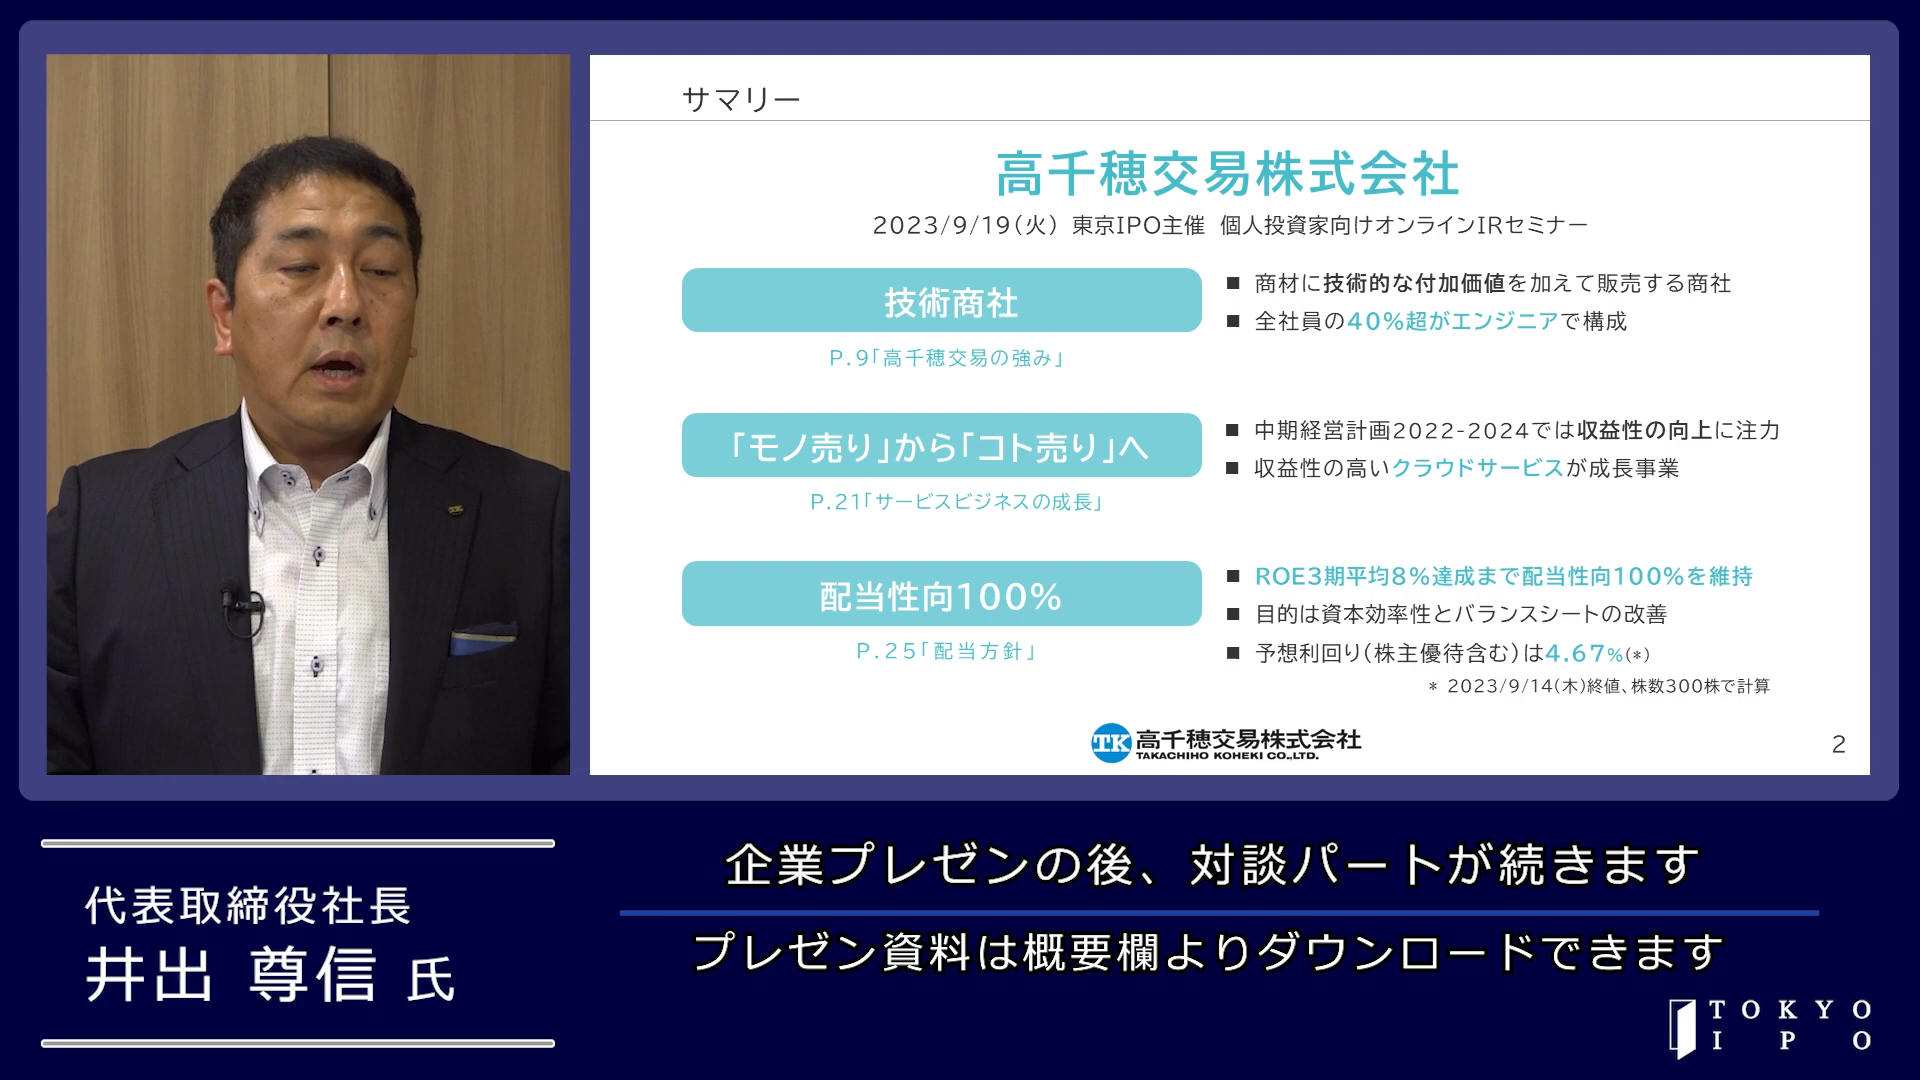 サマリー
高千穂交易株式会社
2023/9/19(火) 東京IPO主催 個人投資家向けオンラインIRセミナー
技術商社
P.9「高千穂交易の強み」
■ 商材に技術的な付加価値を加えて販売する商社
■ 全社員の40%超がエンジニアで構成
「モノ売り」から「コト売り」へ
P.21「サービスビジネスの成長」
■ 中期経営計画2022-2024では収益性の向上に注力
■ 収益性の高いクラウドサービスが成長事業
配当性向100%
P.25「配当方針」
■ ROE3期平均8%達成まで配当性向100%を維持
■ 目的は資本効率性とバランスシートの改善
■ 予想利回り(株主優待含む)は4.67%(*)
* 2023/9/14(木)終値、株数300株で計算
TK 高千穂交易株式会社
TAKACHIHO KOHEKI CO.,LTD.
2
代表取締役社長
井出 尊信 氏
企業プレゼンの後、対談パートが続きます
プレゼン資料は概要欄よりダウンロードできます
TOKYO
IPO